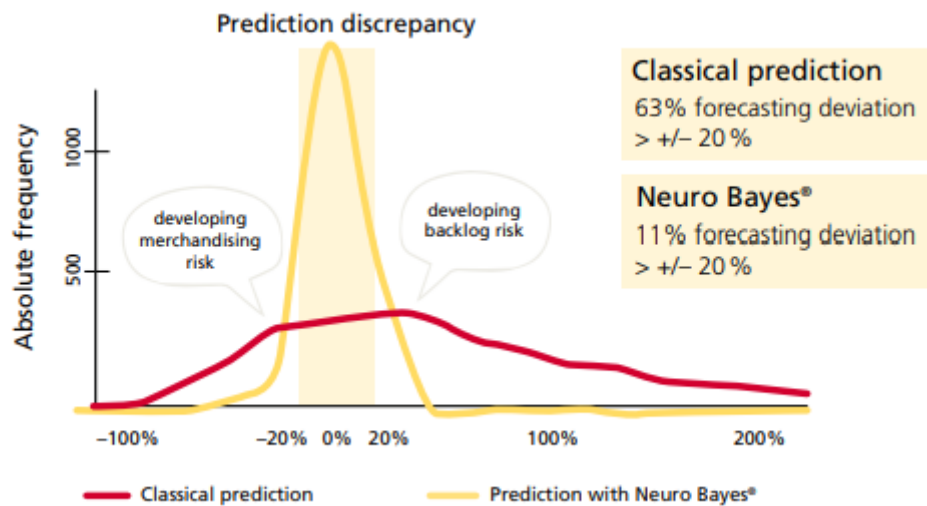 Prediction discrepancy
Classical prediction
63% forecasting deviation
> +/– 20 %
Neuro Bayes®
11% forecasting deviation
> +/– 20 %
Absolute frequency
1000
500
developing
merchandising
risk
developing
backlog risk
–100%
–20%
0%
20%
100%
200%
Classical prediction
Prediction with Neuro Bayes®